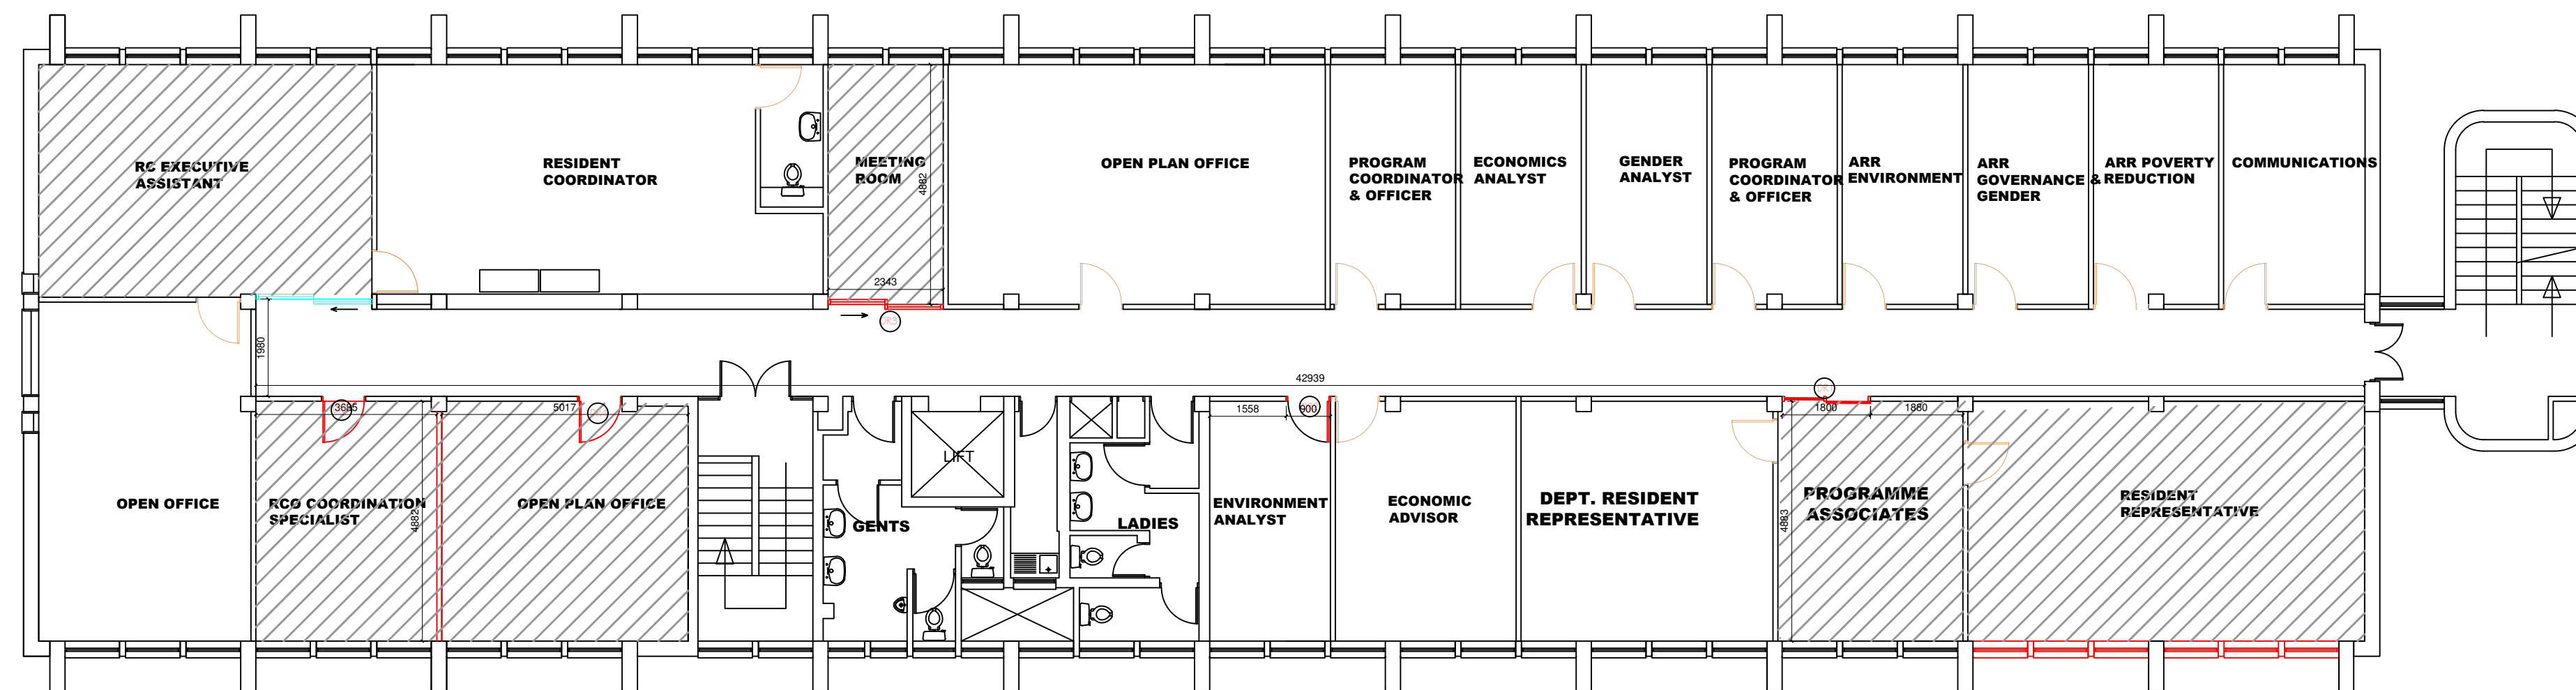 RC EXECUTIVE
ASSISTANT
RESIDENT
COORDINATOR
MEETING
ROOM
4882
2343
OPEN PLAN OFFICE
PROGRAM
COORDINATOR
& OFFICER
ECONOMICS
ANALYST
GENDER
ANALYST
PROGRAM
COORDINATOR
& OFFICER
ARR
ENVIRONMENT
ARR
GOVERNANCE &
GENDER
ARR POVERTY
REDUCTION
COMMUNICATIONS
DR3
1980
42939
3685
5017
1558
900
1800
1880
OPEN OFFICE
RCO COORDINATION
SPECIALIST
4882
OPEN PLAN OFFICE
GENTS
LIFT
LADIES
ENVIRONMENT
ANALYST
ECONOMIC
ADVISOR
DEPT. RESIDENT
REPRESENTATIVE
4883
PROGRAMME
ASSOCIATES
RESIDENT
REPRESENTATIVE